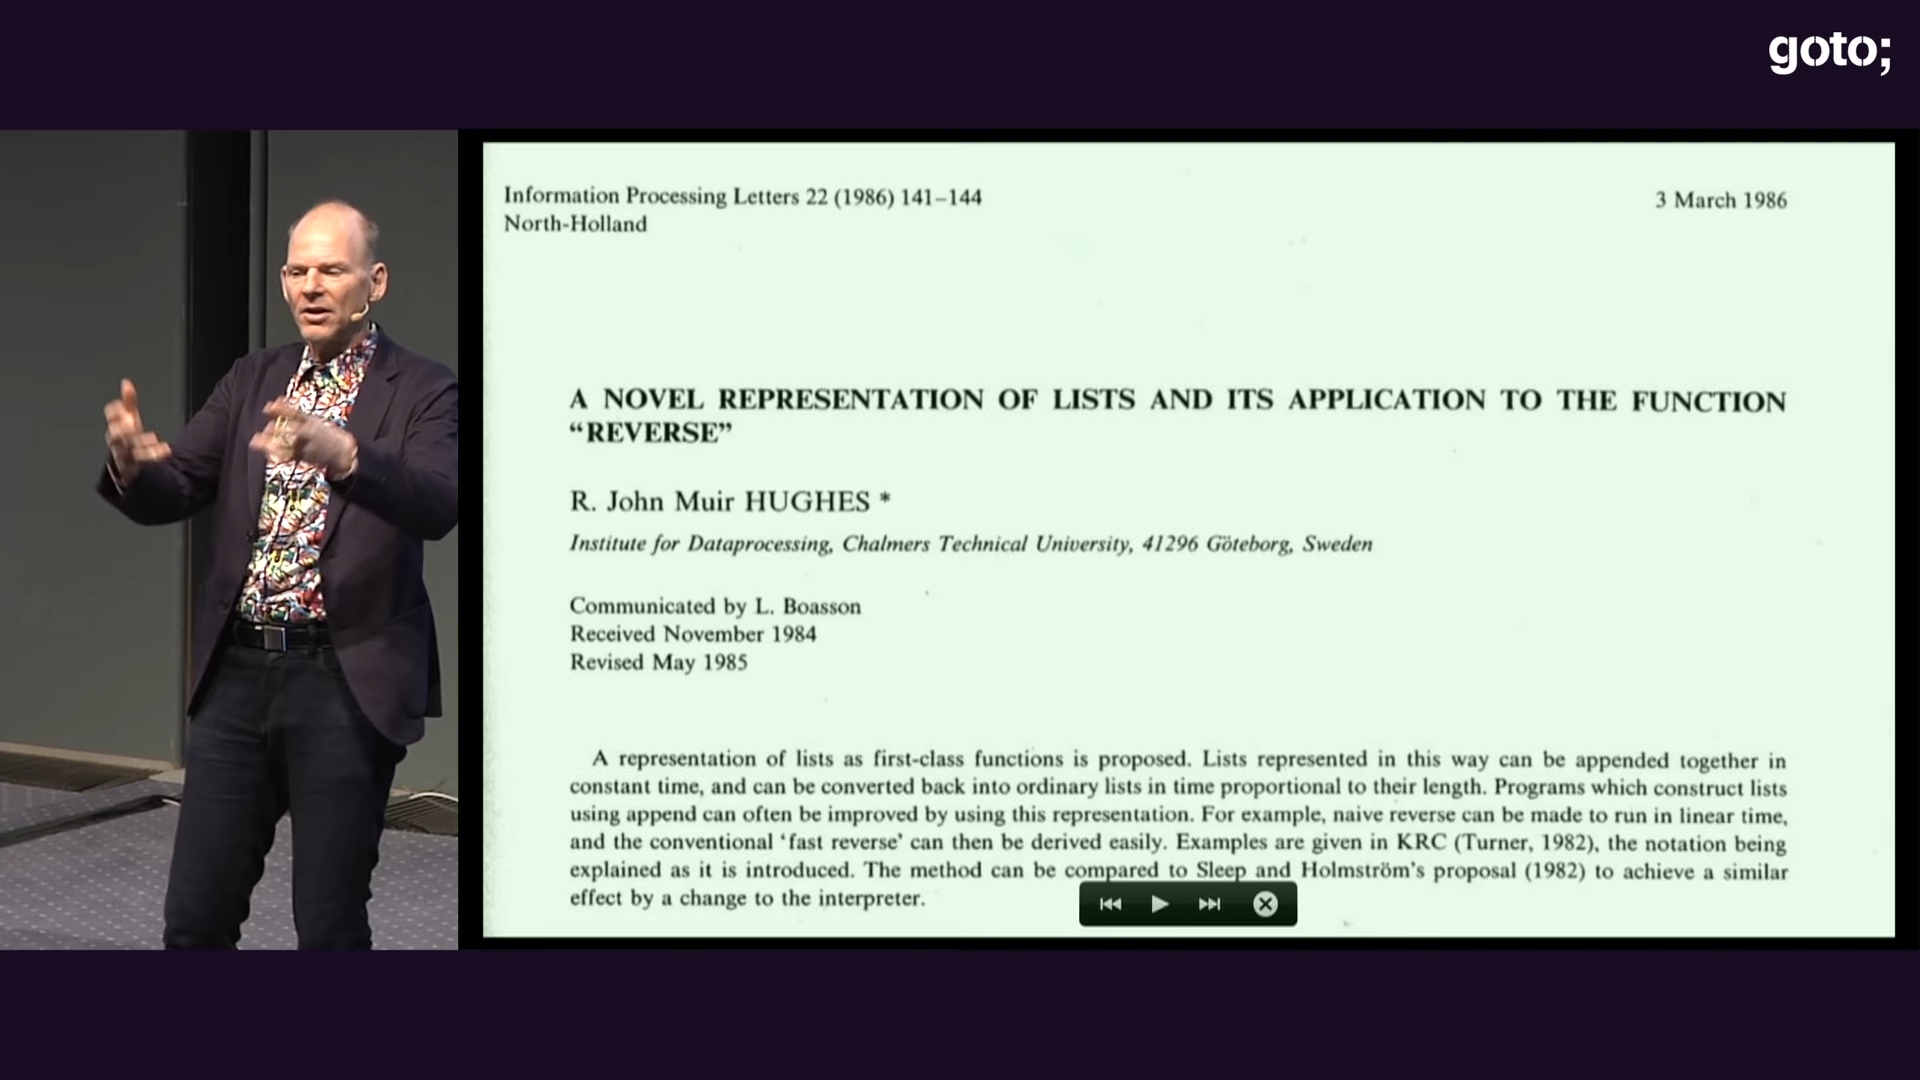 goto;
Information Processing Letters 22 (1986) 141–144
3 March 1986
North-Holland
A NOVEL REPRESENTATION OF LISTS AND ITS APPLICATION TO THE FUNCTION
“REVERSE”
R. John Muir HUGHES *
Institute for Dataprocessing, Chalmers Technical University, 41296 Göteborg, Sweden
Communicated by L. Boasson
Received November 1984
Revised May 1985
A representation of lists as first-class functions is proposed. Lists represented in this way can be appended together in
constant time, and can be converted back into ordinary lists in time proportional to their length. Programs which construct lists
using append can often be improved by using this representation. For example, naive reverse can be made to run in linear time,
and the conventional ‘fast reverse’ can then be derived easily. Examples are given in KRC (Turner, 1982), the notation being
explained as it is introduced. The method can be compared to Sleep and Holmström’s proposal (1982) to achieve a similar
effect by a change to the interpreter.